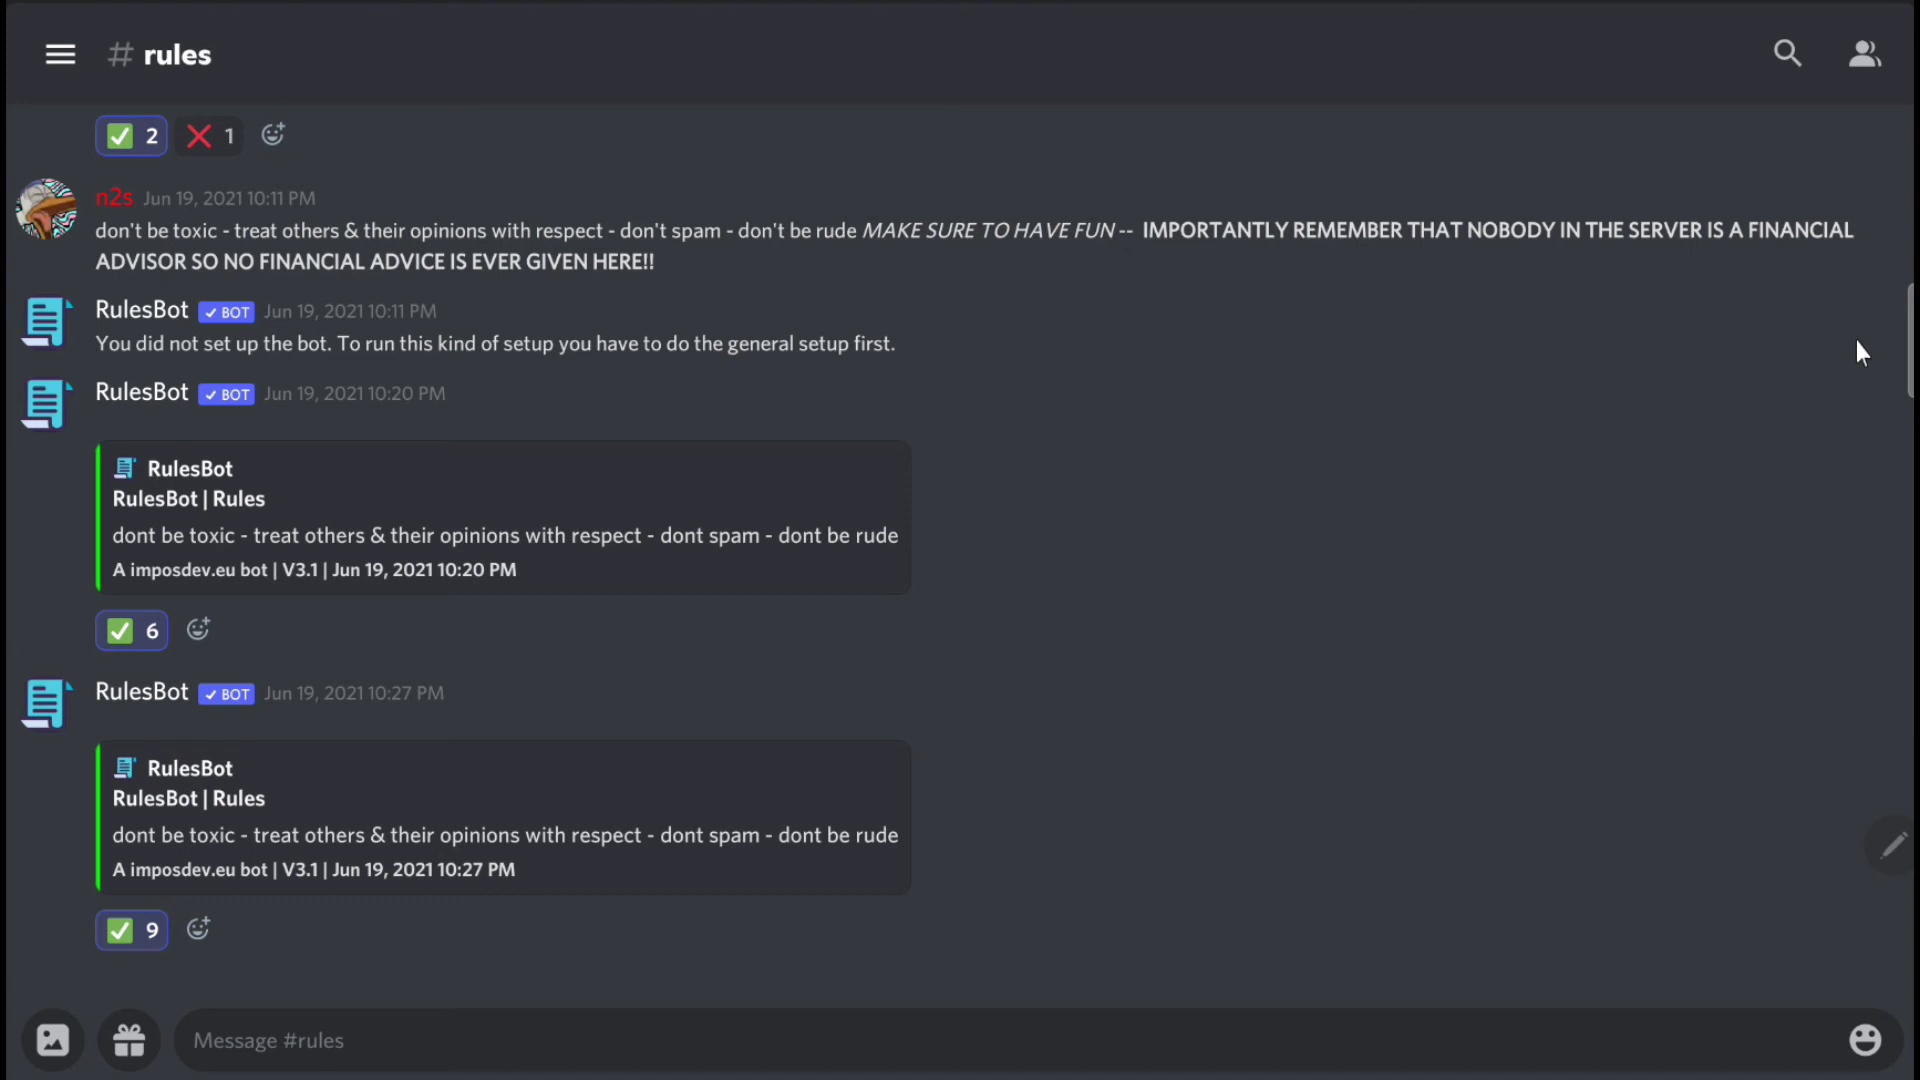 # rules
2 1
n2s Jun 19, 2021 10:11 PM
don't be toxic - treat others & their opinions with respect - don't spam - don't be rude MAKE SURE TO HAVE FUN -- IMPORTANTLY REMEMBER THAT NOBODY IN THE SERVER IS A FINANCIAL
ADVISOR SO NO FINANCIAL ADVICE IS EVER GIVEN HERE!!
RulesBot ✓ BOT Jun 19, 2021 10:11 PM
You did not set up the bot. To run this kind of setup you have to do the general setup first.
RulesBot ✓ BOT Jun 19, 2021 10:20 PM
RulesBot
RulesBot | Rules
dont be toxic - treat others & their opinions with respect - dont spam - dont be rude
A imposdev.eu bot | V3.1 | Jun 19, 2021 10:20 PM
6
RulesBot ✓ BOT Jun 19, 2021 10:27 PM
RulesBot
RulesBot | Rules
dont be toxic - treat others & their opinions with respect - dont spam - dont be rude
A imposdev.eu bot | V3.1 | Jun 19, 2021 10:27 PM
9
Message #rules